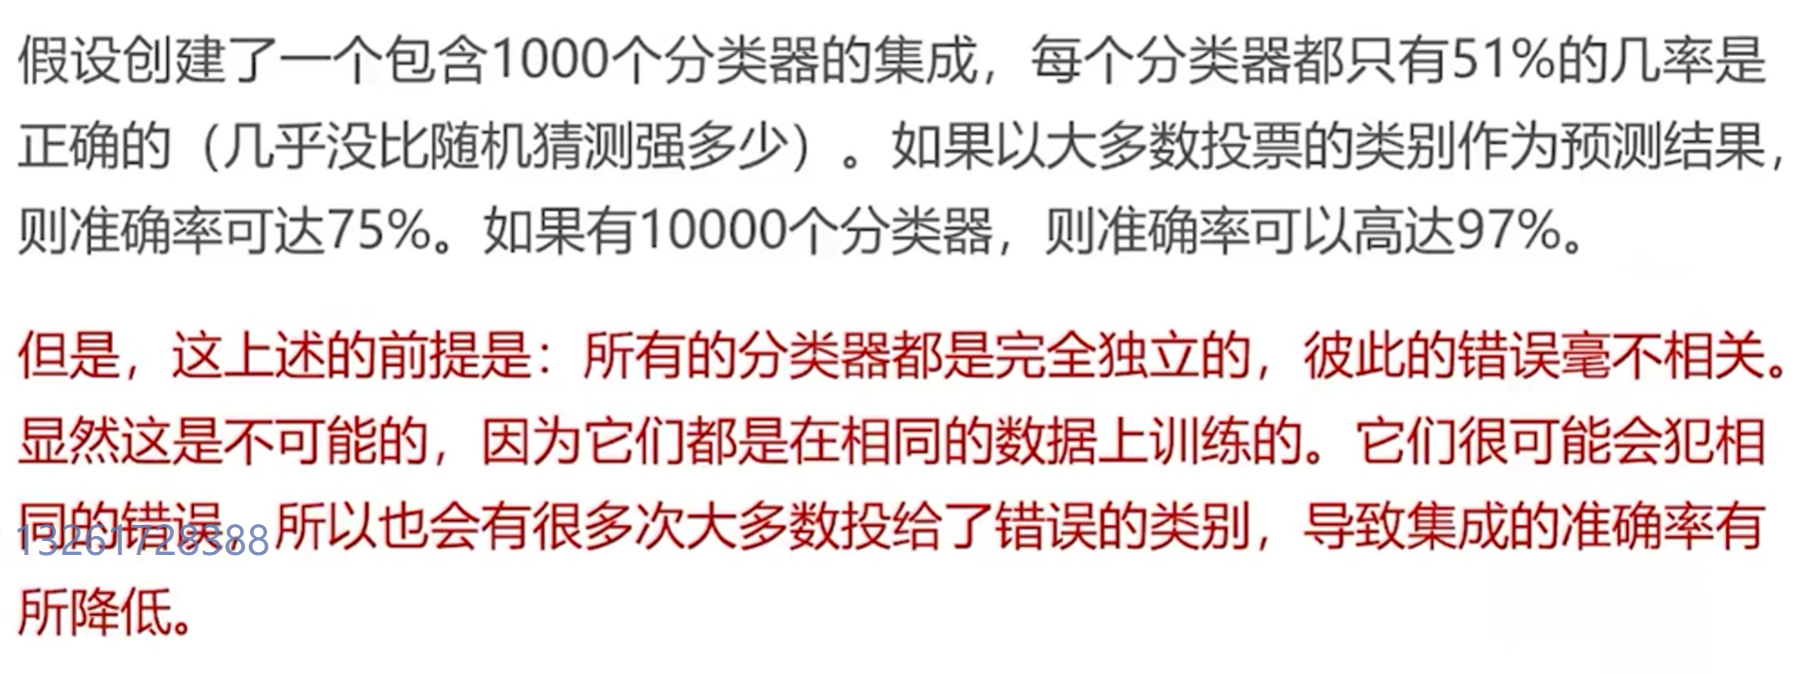 假设创建了一个包含1000个分类器的集成，每个分类器都只有51%的几率是
正确的（几乎没比随机猜测强多少）。如果以大多数投票的类别作为预测结果，
则准确率可达75%。如果有10000个分类器，则准确率可以高达97%。
但是，这上述的前提是：所有的分类器都是完全独立的，彼此的错误毫不相关。
显然这是不可能的，因为它们都是在相同的数据上训练的。它们很可能会犯相
同的错误，所以也会有很多次大多数投给了错误的类别，导致集成的准确率有
13261728388
所降低。